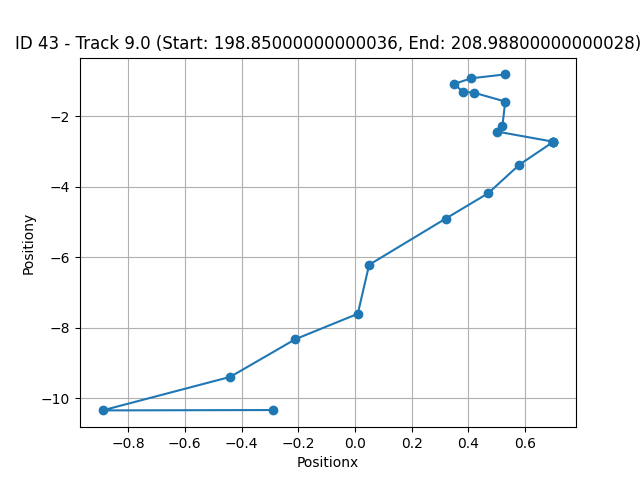 ID 43 - Track 9.0 (Start: 198.85000000000036, End: 208.98800000000028)
−2
−4
−6
−8
−10
Positiony
−0.8 −0.6 −0.4 −0.2 0.0 0.2 0.4 0.6
Positionx